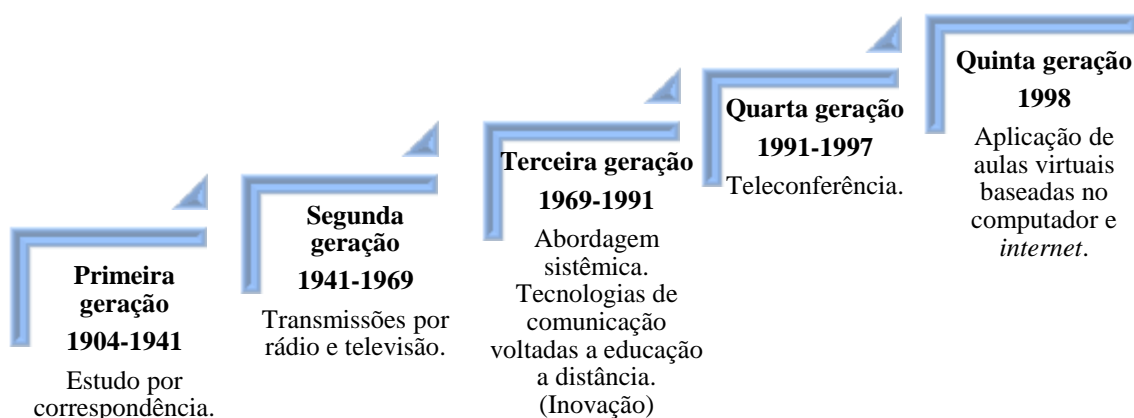 Primeira
geração
1904-1941
Estudo por
correspondência.
Segunda
geração
1941-1969
Transmissões por
rádio e televisão.
Terceira geração
1969-1991
Abordagem
sistêmica.
Tecnologias de
comunicação
voltadas a educação
a distância.
(Inovação)
Quarta geração
1991-1997
Teleconferência.
Quinta geração
1998
Aplicação de
aulas virtuais
baseadas no
computador e
internet.